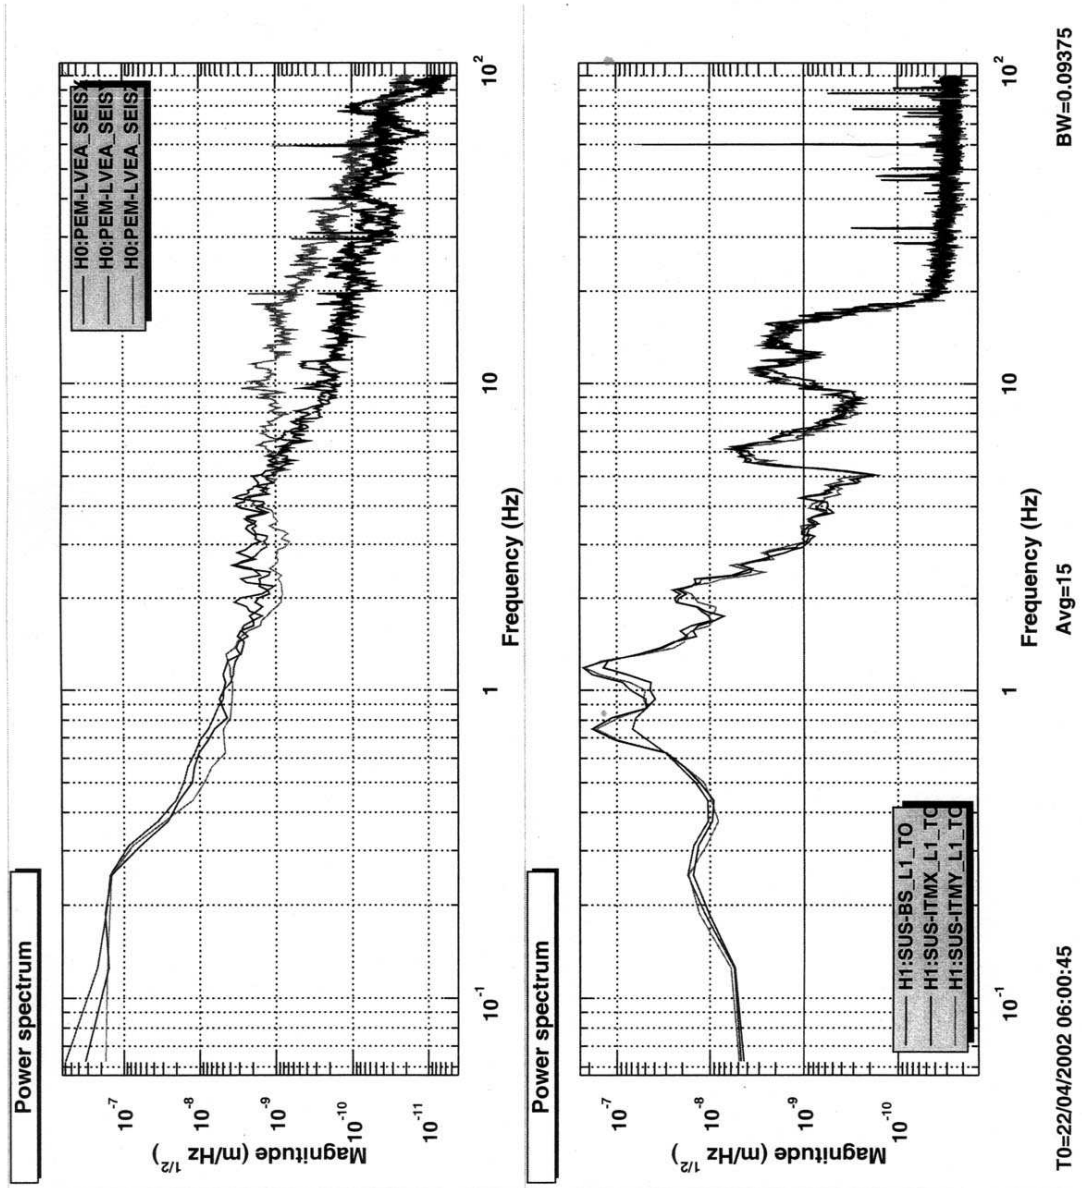 Power spectrum
Magnitude (m/Hz^1/2)
10^-7
10^-8
10^-9
10^-10
10^-11
H0:PEM-LVEA_SEIS
H0:PEM-LVEA_SEIS
H0:PEM-LVEA_SEIS
10^-1
1
10
10^2
Frequency (Hz)
Power spectrum
Magnitude (m/Hz^1/2)
10^-7
10^-8
10^-9
10^-10
H1:SUS-BS_L1_TO
H1:SUS-ITMX_L1_TO
H1:SUS-ITMY_L1_TO
10^-1
1
10
10^2
Frequency (Hz)
T0=22/04/2002 06:00:45
Avg=15
BW=0.09375